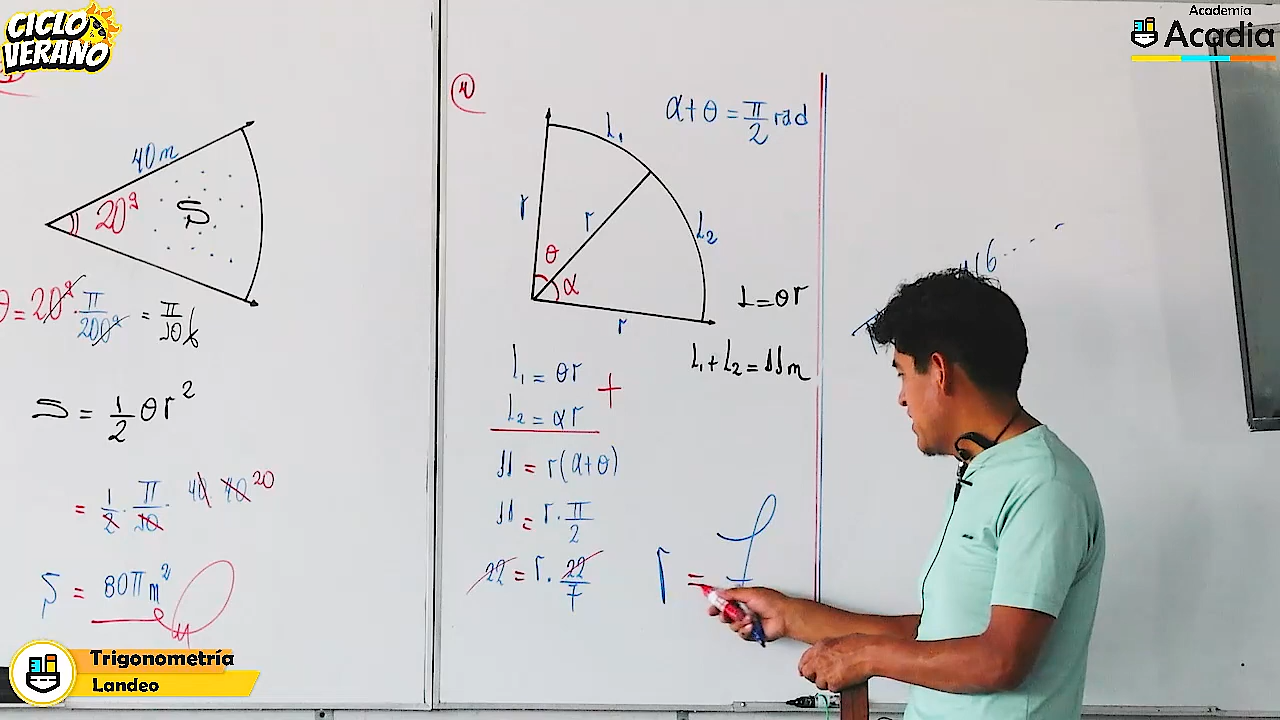 CICLO
VERANO
Academia
Acadia
40m
20ᵍ
S
θ = 20ᵍ · π/200ᵍ = π/10
S = 1/2 θ r²
= 1/2 · π/10 · 40 · 40 20
S = 80π m²
α + θ = π/2 rad
L₁
L₂
r
r
r
θ
α
L = θr
L₁ + L₂ = 11m
L₁ = θr +
L₂ = αr
11 = r(α+θ)
11 = r · π/2
22 = r · 22/7
r =
Trigonometría
Landeo